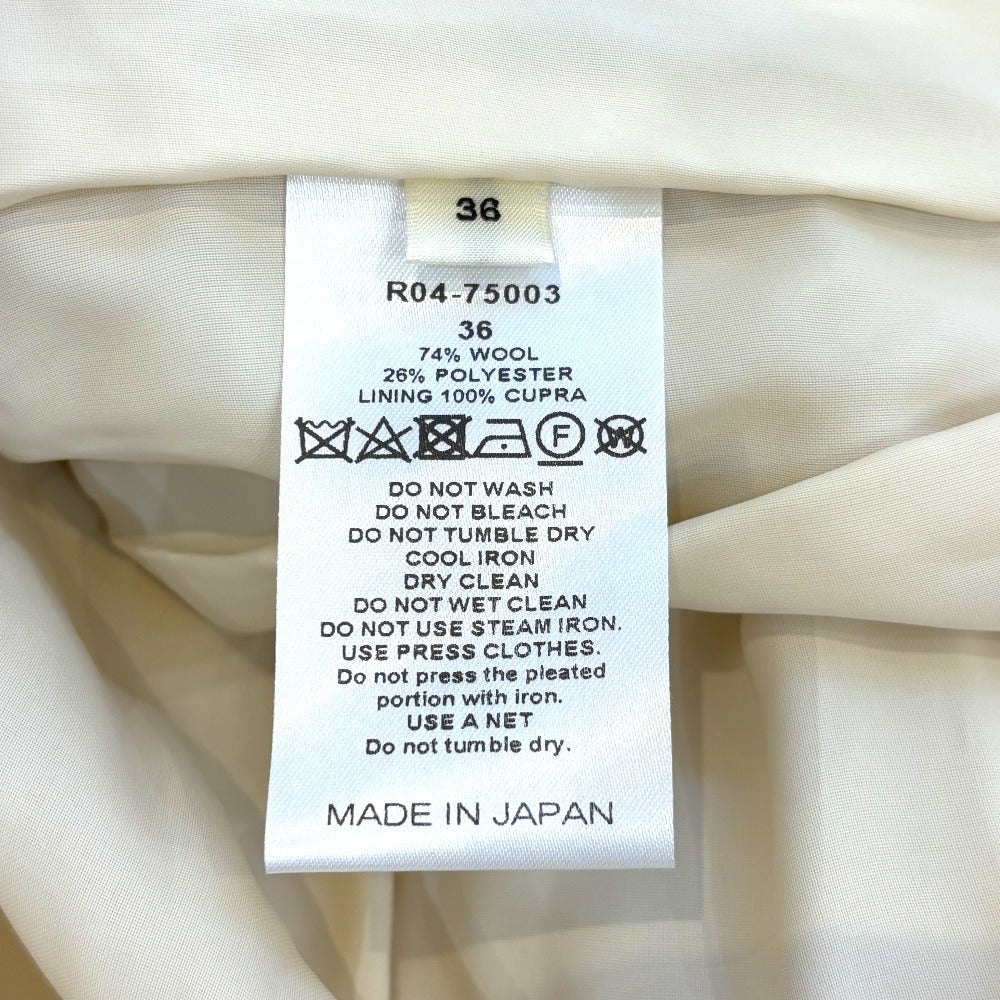 36
R04-75003
36
74% WOOL
26% POLYESTER
LINING 100% CUPRA
F W
DO NOT WASH
DO NOT BLEACH
DO NOT TUMBLE DRY
COOL IRON
DRY CLEAN
DO NOT WET CLEAN
DO NOT USE STEAM IRON.
USE PRESS CLOTHES.
Do not press the pleated
portion with iron.
USE A NET
Do not tumble dry.
MADE IN JAPAN